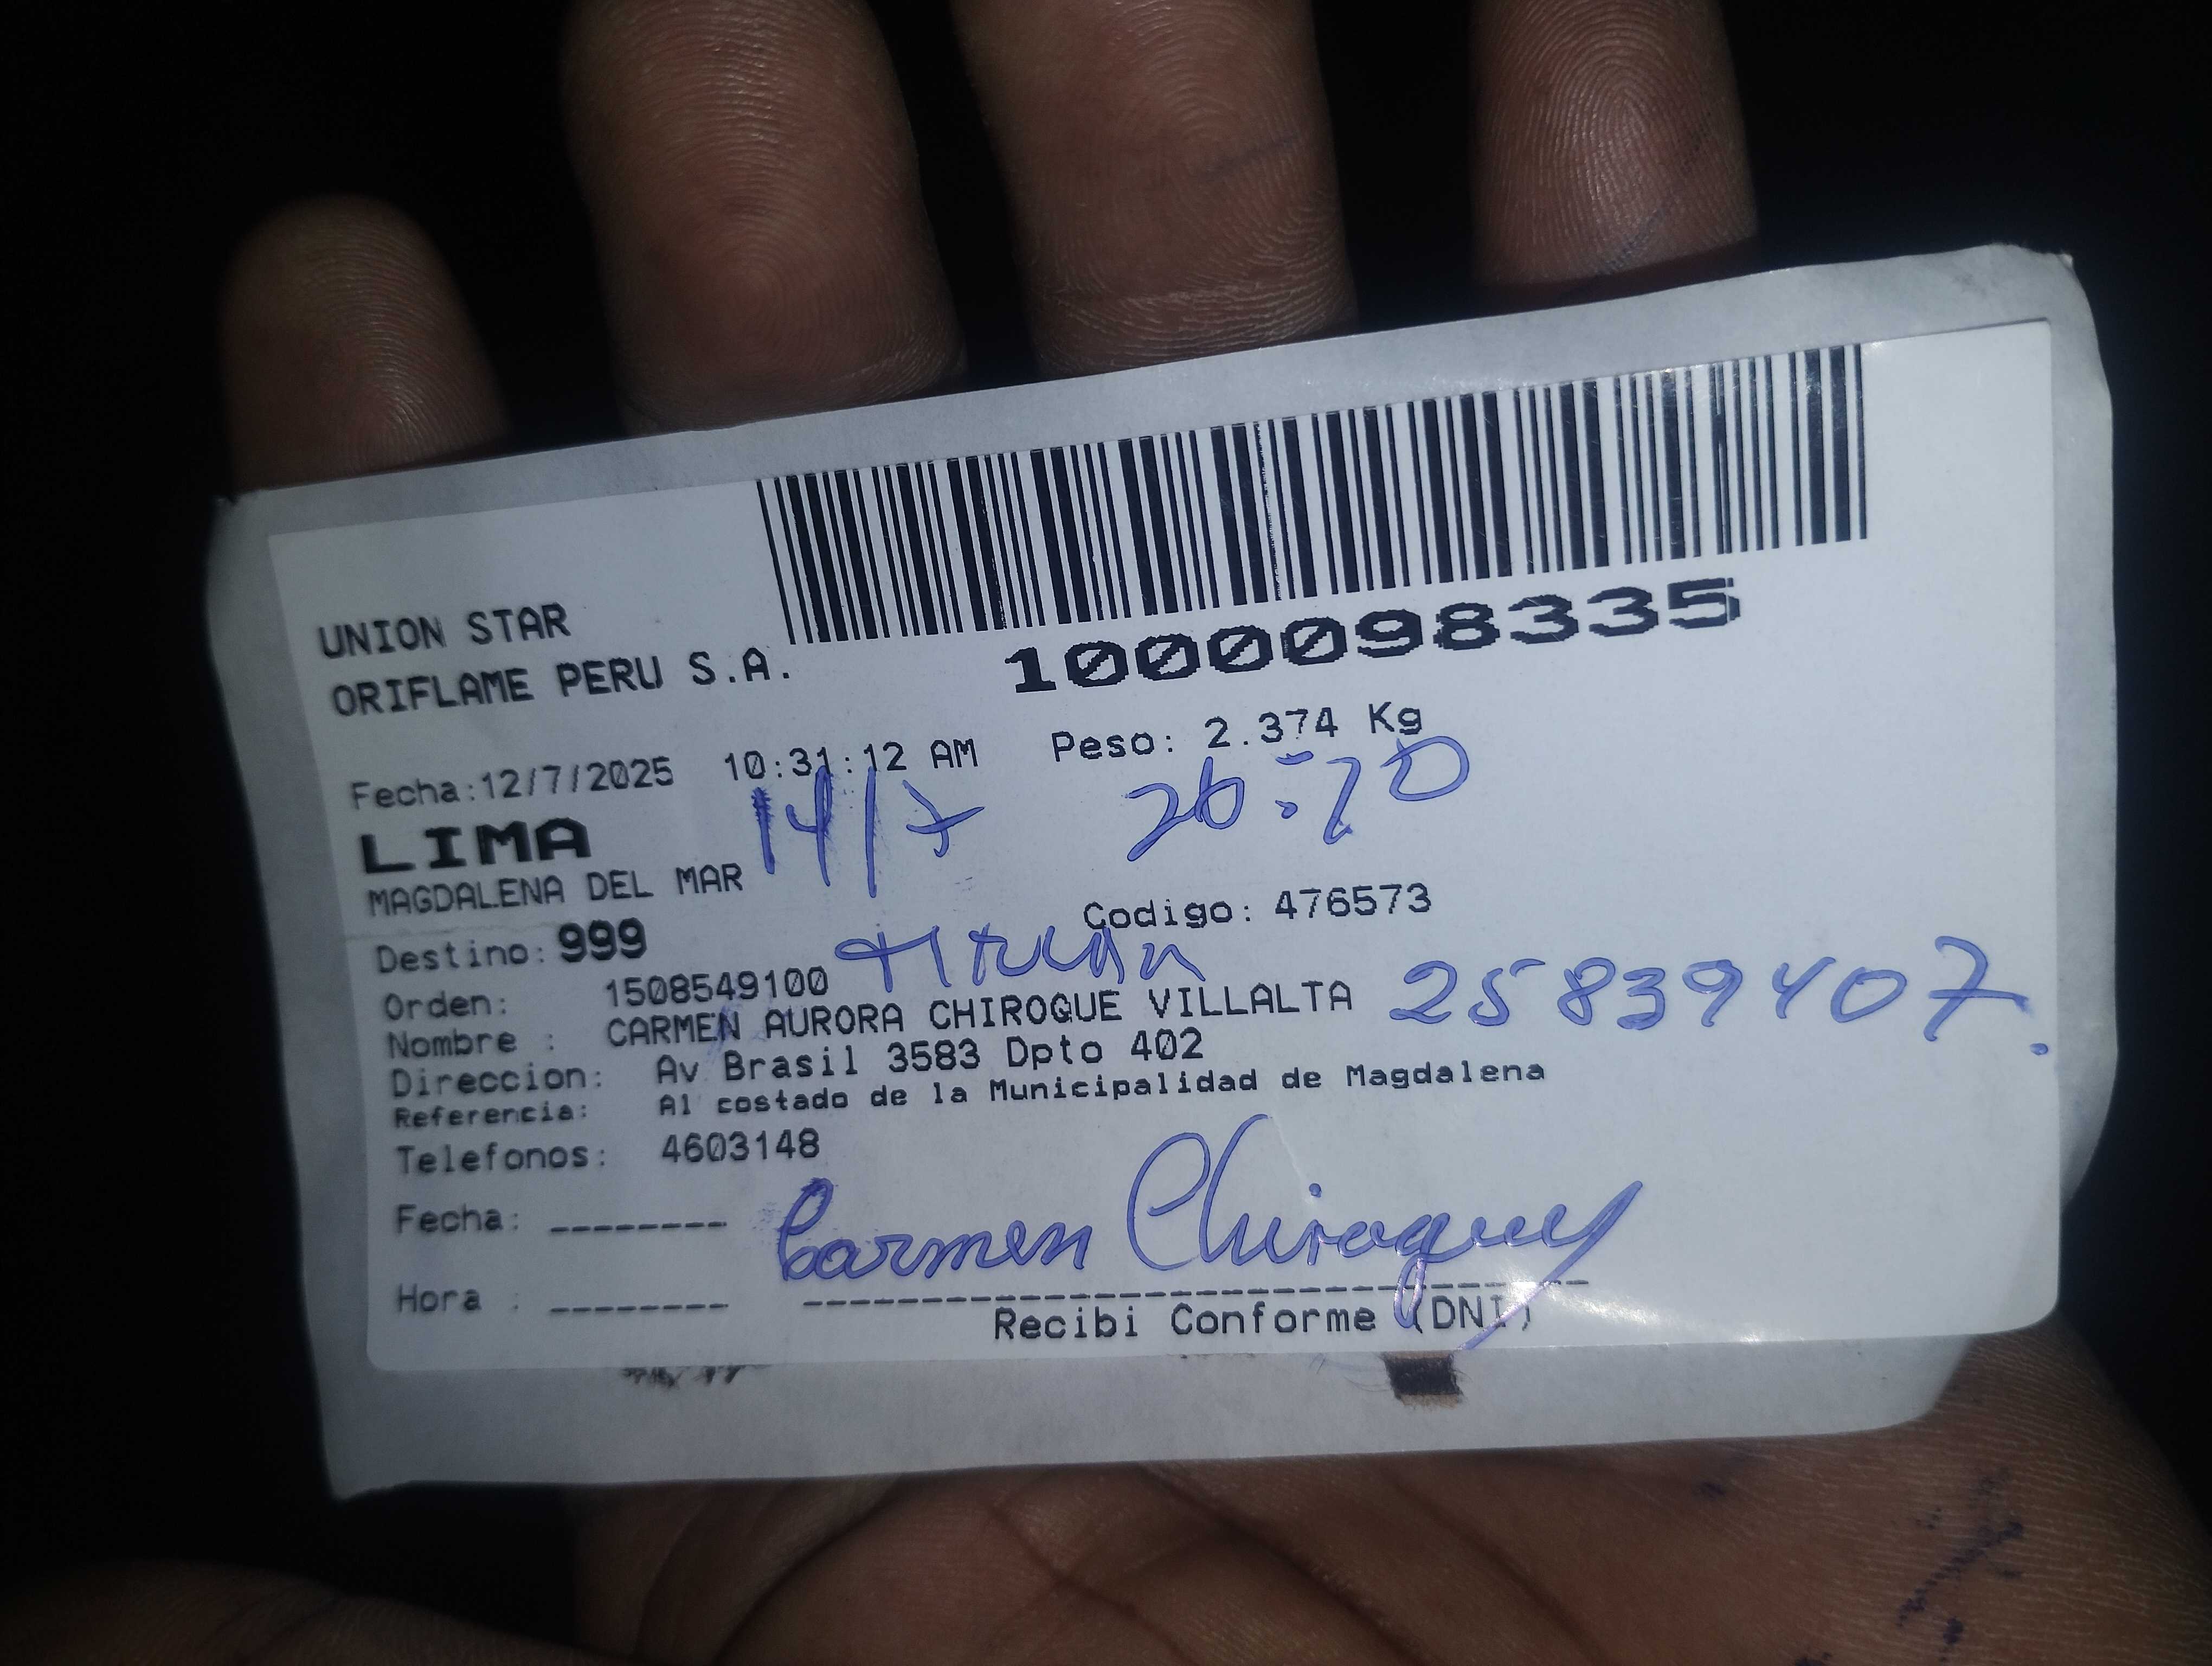 UNION STAR
ORIFLAME PERU S.A.
1000098335
Fecha:12/7/2025 10:31:12 AM Peso: 2.374 Kg
LIMA 14/7
MAGDALENA DEL MAR
Destino: 999 Codigo: 476573
Orden: 1508549100
Nombre : CARMEN AURORA CHIROQUE VILLALTA 25839407.
Direccion: Av Brasil 3583 Dpto 402
Referencia: Al costado de la Municipalidad de Magdalena
Telefonos: 4603148
Fecha: --------
Carmen Chiroque
Hora : --------
Recibi Conforme (DNI)